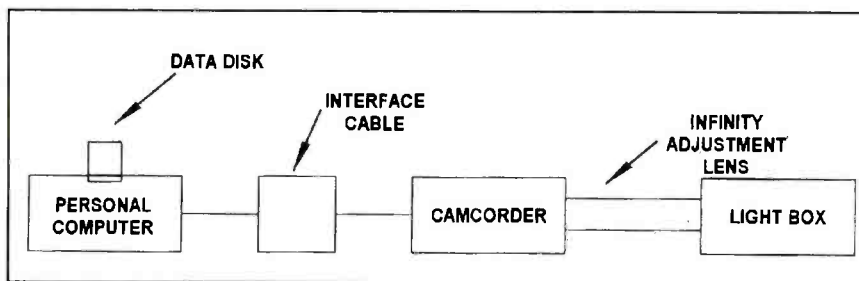 DATA DISK
INTERFACE
CABLE
INFINITY
ADJUSTMENT
LENS
PERSONAL
COMPUTER
CAMCORDER
LIGHT BOX